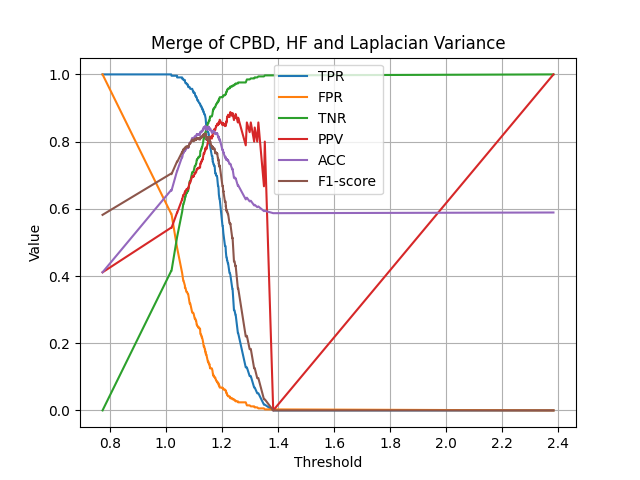 Merge of CPBD, HF and Laplacian Variance
1.0
0.8
0.6
0.4
0.2
0.0
Value
TPR
FPR
TNR
PPV
ACC
F1-score
0.8 1.0 1.2 1.4 1.6 1.8 2.0 2.2 2.4
Threshold